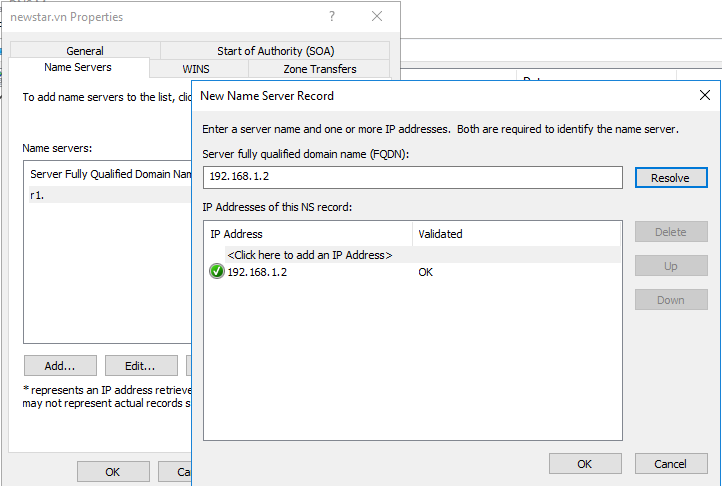 newstar.vn Properties
?
General
Start of Authority (SOA)
Name Servers
WINS
Zone Transfers
To add name servers to the list, clic
Name servers:
Server Fully Qualified Domain Nam
r1.
Add...
Edit...
* represents an IP address retrieve
may not represent actual records s
OK
Ca
New Name Server Record
Enter a server name and one or more IP addresses. Both are required to identify the name server.
Server fully qualified domain name (FQDN):
192.168.1.2
Resolve
IP Addresses of this NS record:
IP Address
Validated
<Click here to add an IP Address>
192.168.1.2
OK
Delete
Up
Down
OK
Cancel